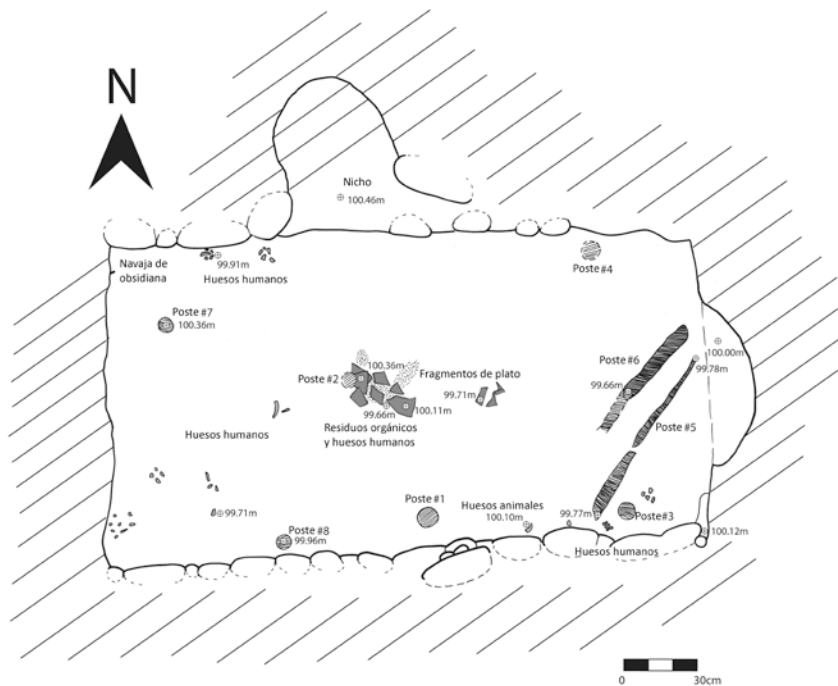 N
Nicho
100.46m
Navaja de
obsidiana
99.91m
Huesos humanos
Poste #4
Poste #7
100.36m
100.00m
99.78m
Poste #6
99.66m
Poste #2
100.36m
Fragmentos de plato
99.71m
99.66m
100.11m
Residuos orgánicos
y huesos humanos
Huesos humanos
Poste #5
99.71m
Poste #1
Huesos animales
100.10m
99.77m
Poste #3
Poste #8
99.96m
100.12m
Huesos humanos
0 30cm